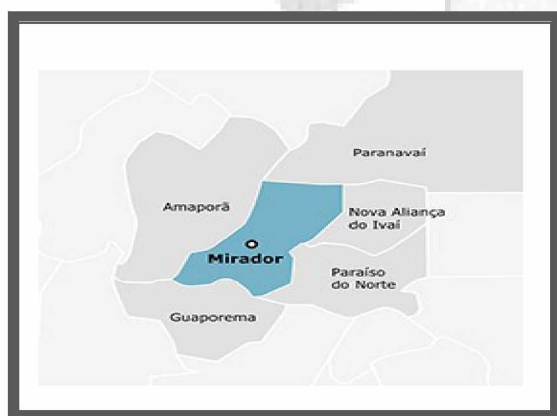 Paranavaí
Amaporã
Nova Aliança
do Ivaí
Mirador
Paraíso
do Norte
Guaporema